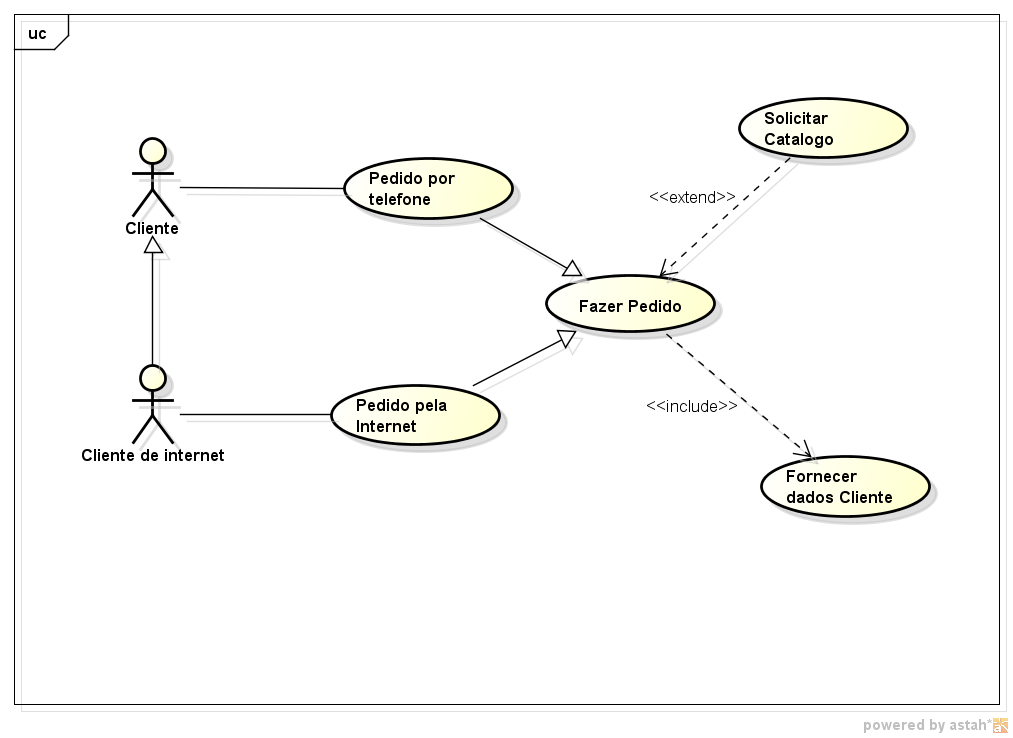 uc
Solicitar
Catalogo
Pedido por
telefone
<<extend>>
Cliente
Fazer Pedido
Pedido pela
Internet
<<include>>
Cliente de internet
Fornecer
dados Cliente
powered by astah*